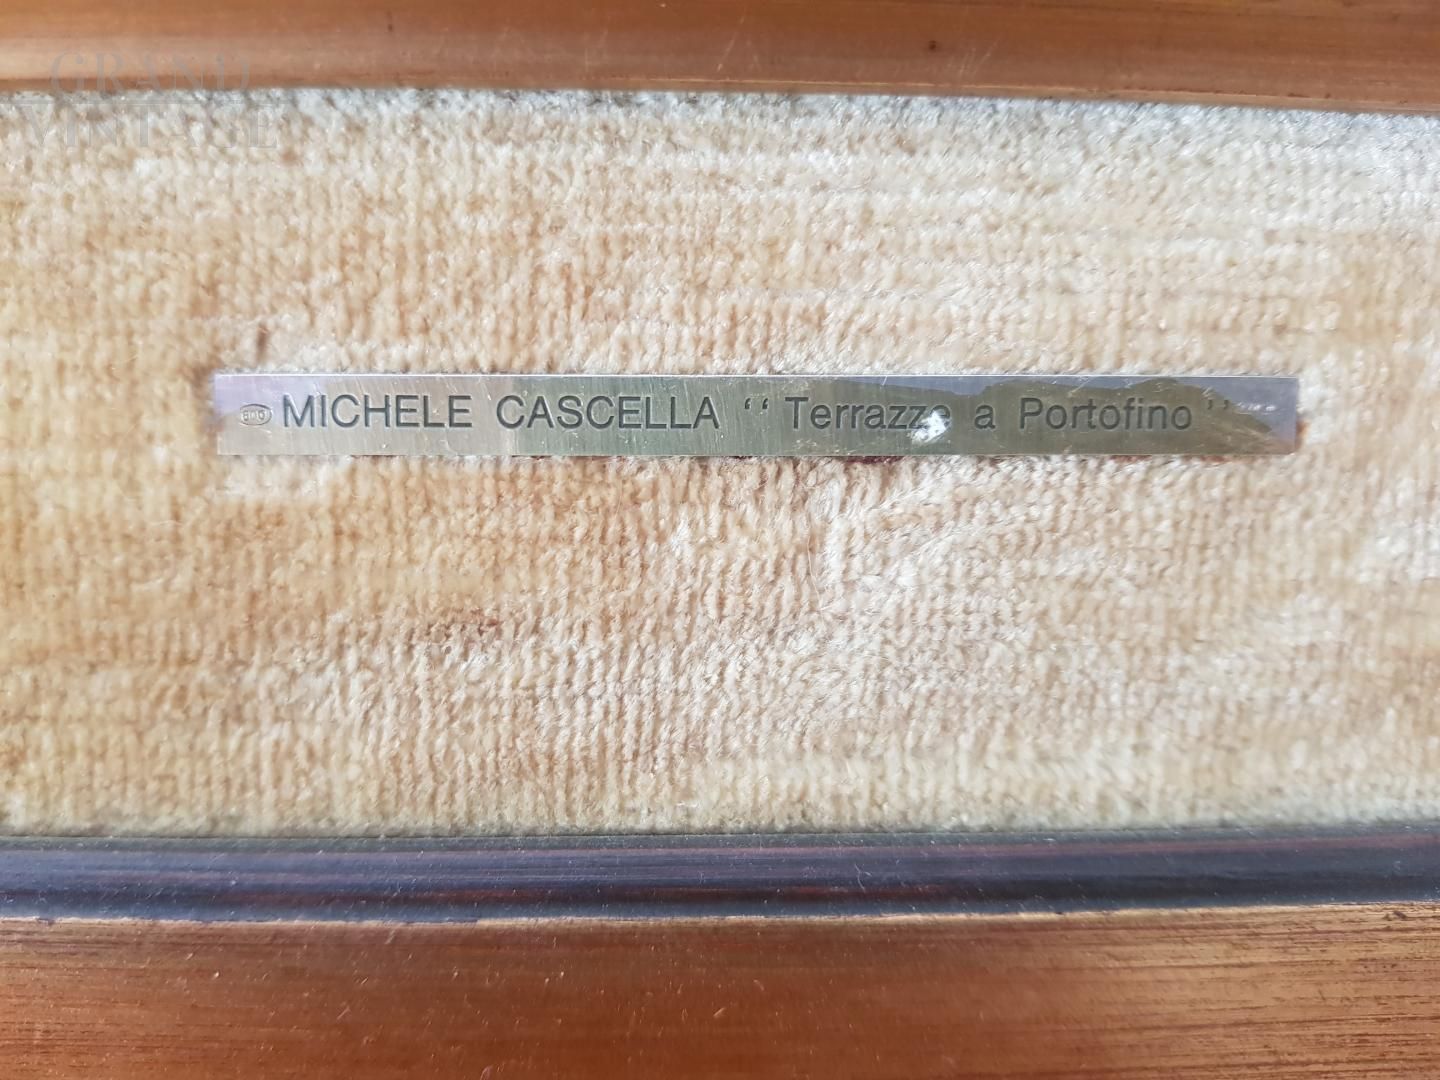 GRAND
VINTAGE
800 MICHELE CASCELLA “Terrazze a Portofino”